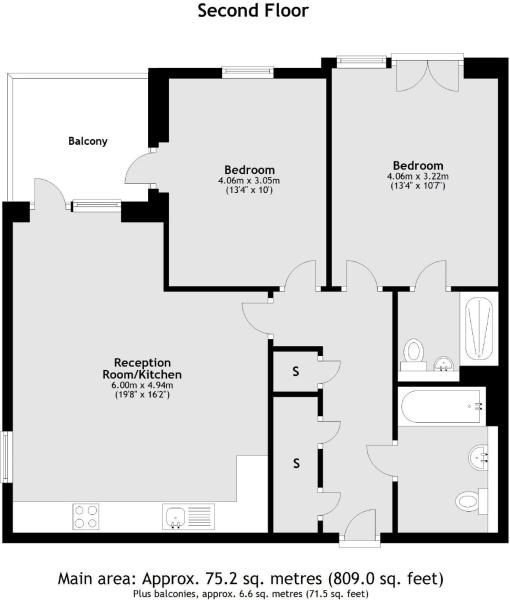 Second Floor
Balcony
Bedroom
4.06m x 3.05m
(13'4" x 10')
Bedroom
4.06m x 3.22m
(13'4" x 10'7")
Reception
Room/Kitchen
6.00m x 4.94m
(19'8" x 16'2")
S
S
Main area: Approx. 75.2 sq. metres (809.0 sq. feet)
Plus balconies, approx. 6.6 sq. metres (71.5 sq. feet)